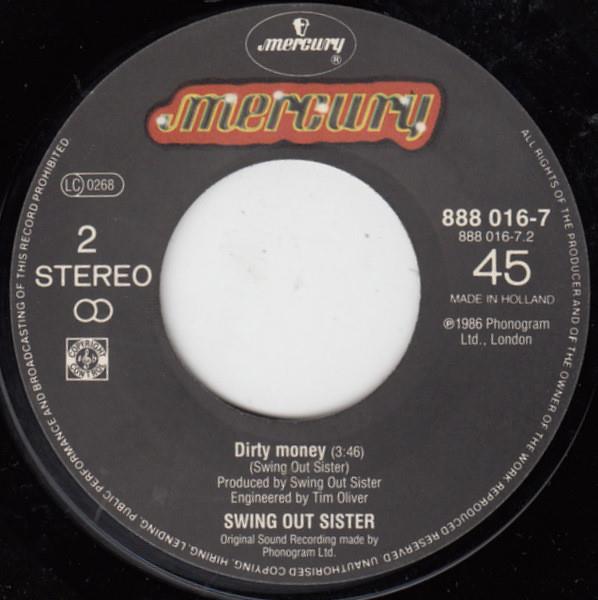 mercury
®
mercury
LC 0268
2
STEREO
COPYRIGHT
CONTROL
888 016-7
888 016-7.2
45
MADE IN HOLLAND
℗1986 Phonogram
Ltd., London
Dirty money (3:46)
(Swing Out Sister)
Produced by Swing Out Sister
Engineered by Tim Oliver
SWING OUT SISTER
Original Sound Recording made by
Phonogram Ltd.
ALL RIGHTS OF THE PRODUCER AND OF THE OWNER OF THE WORK REPRODUCED RESERVED. UNAUTHORISED COPYING, HIRING, LENDING, PUBLIC PERFORMANCE AND BROADCASTING OF THIS RECORD PROHIBITED.